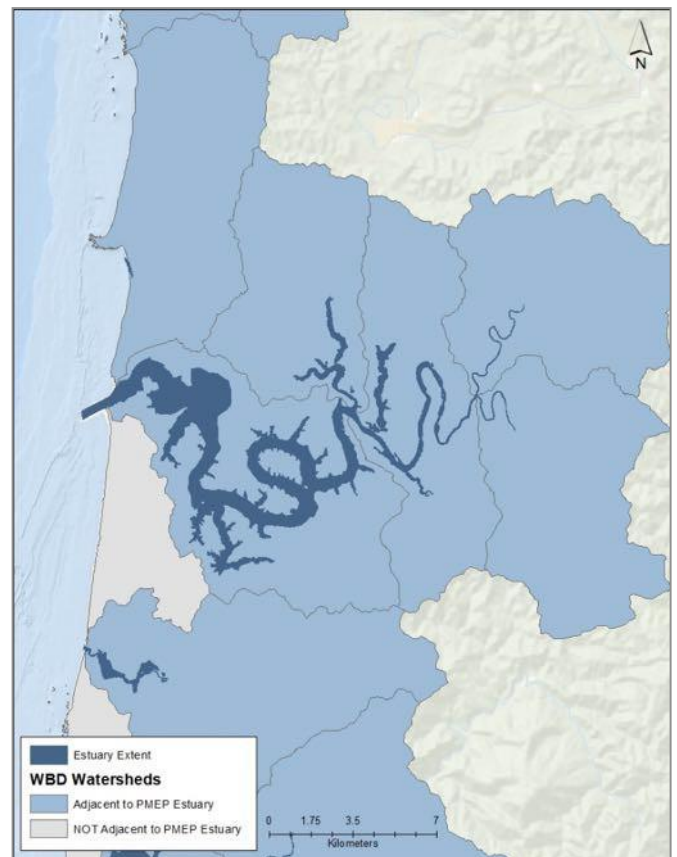 N
Estuary Extent
WBD Watersheds
Adjacent to PMEP Estuary
NOT Adjacent to PMEP Estuary
0 1.75 3.5 7
Kilometers